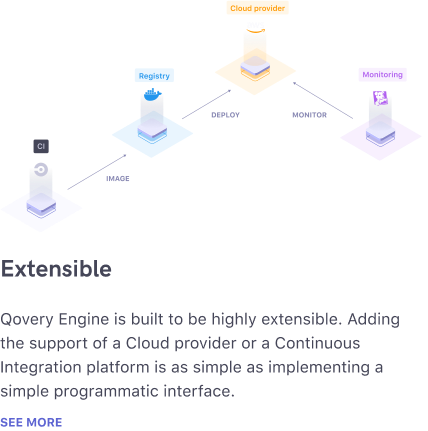 Cloud provider
Registry
Monitoring
DEPLOY
MONITOR
CI
IMAGE
Extensible
Qovery Engine is built to be highly extensible. Adding
the support of a Cloud provider or a Continuous
Integration platform is as simple as implementing a
simple programmatic interface.
SEE MORE